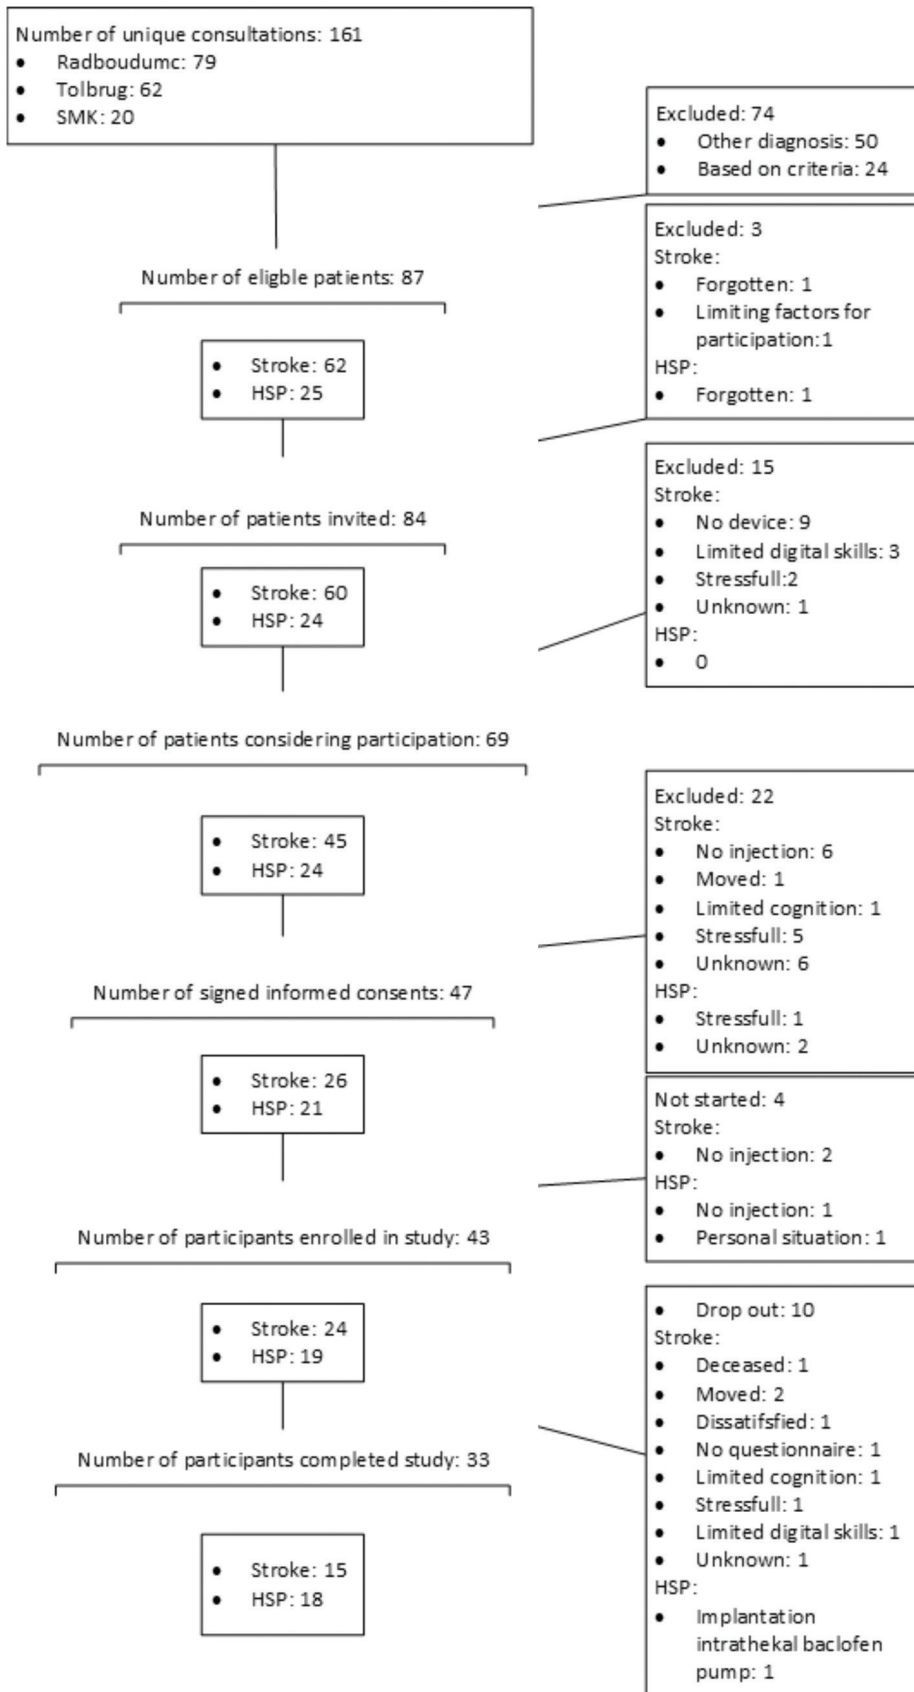 Number of unique consultations: 161
• Radboudumc: 79
• Tolbrug: 62
• SMK: 20
Excluded: 74
• Other diagnosis: 50
• Based on criteria: 24
Number of eligble patients: 87
• Stroke: 62
• HSP: 25
Excluded: 3
Stroke:
• Forgotten: 1
• Limiting factors for
participation:1
HSP:
• Forgotten: 1
Number of patients invited: 84
• Stroke: 60
• HSP: 24
Excluded: 15
Stroke:
• No device: 9
• Limited digital skills: 3
• Stressfull:2
• Unknown: 1
HSP:
• 0
Number of patients considering participation: 69
• Stroke: 45
• HSP: 24
Excluded: 22
Stroke:
• No injection: 6
• Moved: 1
• Limited cognition: 1
• Stressfull: 5
• Unknown: 6
HSP:
• Stressfull: 1
• Unknown: 2
Number of signed informed consents: 47
• Stroke: 26
• HSP: 21
Not started: 4
Stroke:
• No injection: 2
HSP:
• No injection: 1
• Personal situation: 1
Number of participants enrolled in study: 43
• Stroke: 24
• HSP: 19
• Drop out: 10
Stroke:
• Deceased: 1
• Moved: 2
• Dissatifsfied: 1
• No questionnaire: 1
• Limited cognition: 1
• Stressfull: 1
• Limited digital skills: 1
• Unknown: 1
HSP:
• Implantation
intrathekal baclofen
pump: 1
Number of participants completed study: 33
• Stroke: 15
• HSP: 18